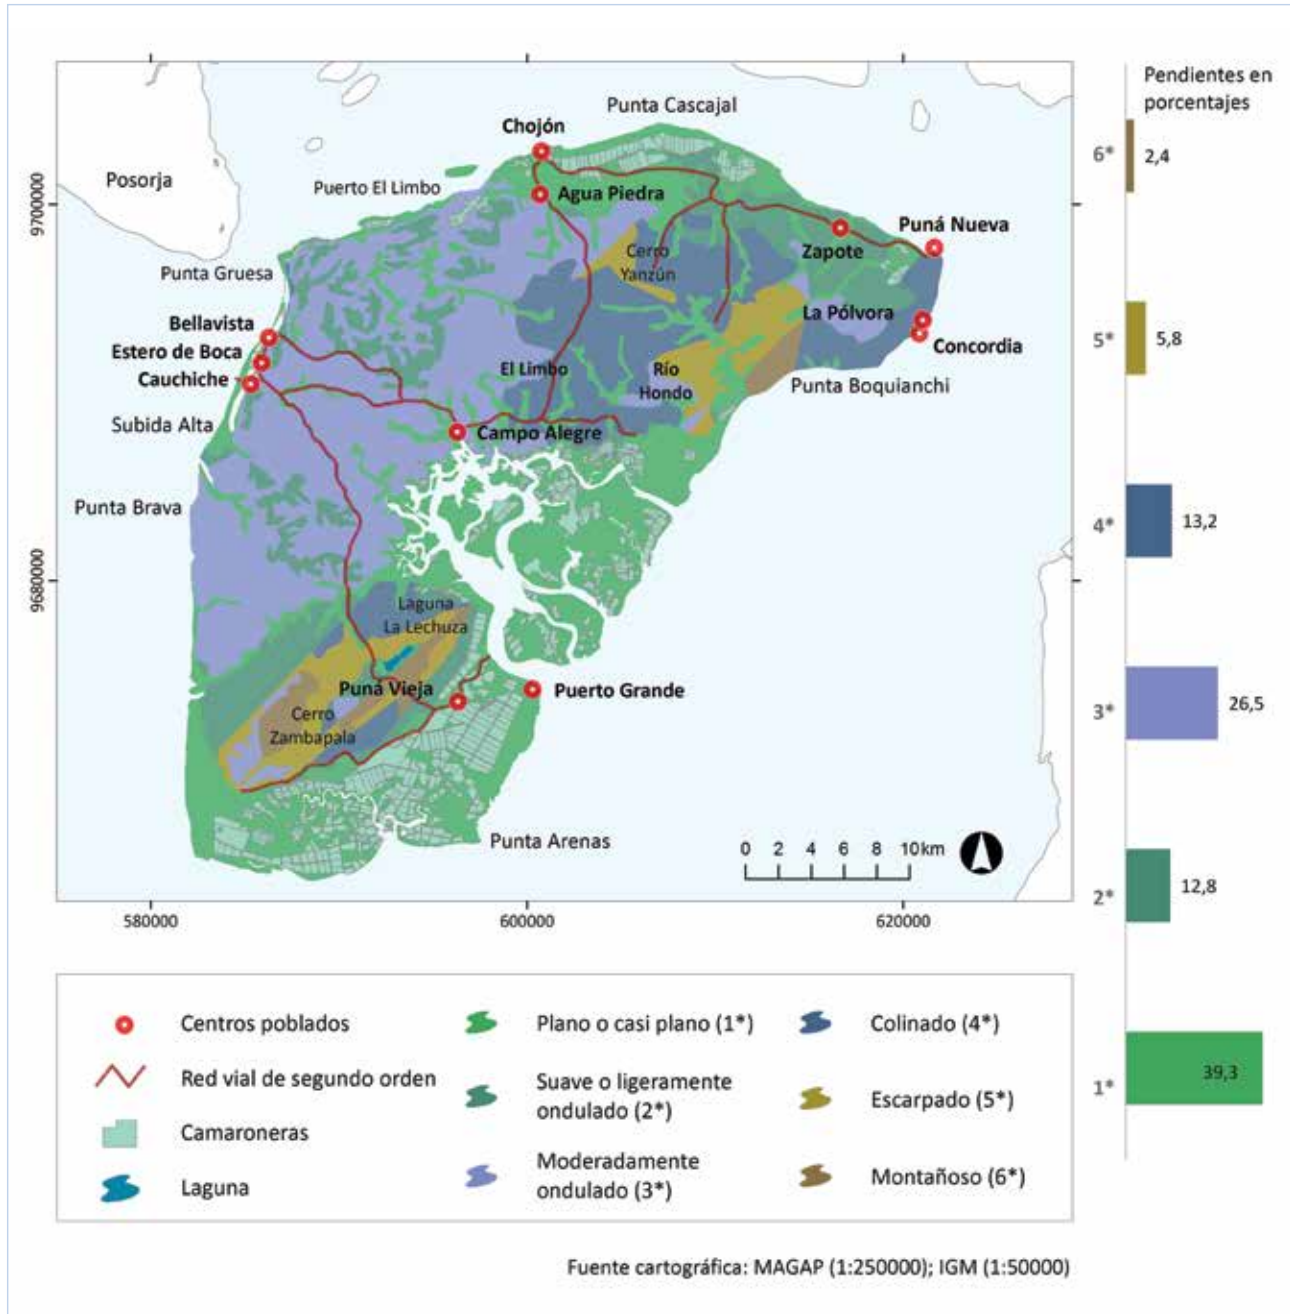 Punta Cascajal
Chojón
Posorja
Puerto El Limbo
Agua Piedra
9700000
Puná Nueva
Cerro
Yanzún
Zapote
Punta Gruesa
Bellavista
La Pólvora
Estero de Boca
Concordia
Cauchiche
El Limbo
Río
Hondo
Punta Boquianchi
Subida Alta
Campo Alegre
Punta Brava
9680000
Laguna
La Lechuza
Puná Vieja
Puerto Grande
Cerro
Zambapala
Punta Arenas
0 2 4 6 8 10km
580000
600000
620000
Pendientes en
porcentajes
6*
2,4
5*
5,8
4*
13,2
3*
26,5
2*
12,8
1*
39,3
Centros poblados
Red vial de segundo orden
Camaroneras
Laguna
Plano o casi plano (1*)
Suave o ligeramente
ondulado (2*)
Moderadamente
ondulado (3*)
Colinado (4*)
Escarpado (5*)
Montañoso (6*)
Fuente cartográfica: MAGAP (1:250000); IGM (1:50000)